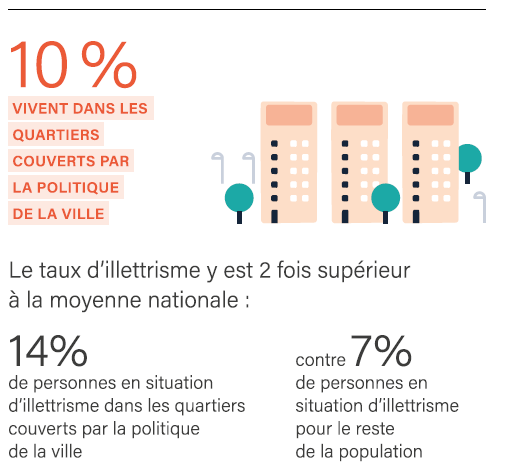 10 %
VIVENT DANS LES
QUARTIERS
COUVERTS PAR
LA POLITIQUE
DE LA VILLE
Le taux d’illettrisme y est 2 fois supérieur
à la moyenne nationale :
14%
de personnes en situation
d’illettrisme dans les quartiers
couverts par la politique
de la ville
contre 7%
de personnes en
situation d’illettrisme
pour le reste
de la population